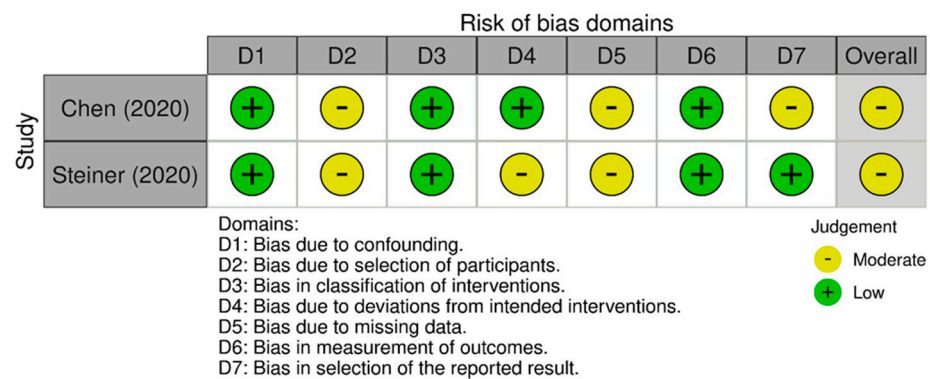 Risk of bias domains
D1 D2 D3 D4 D5 D6 D7 Overall
Study
Chen (2020) + - + + - + - -
Steiner (2020) + - + - - + + -
Domains:
D1: Bias due to confounding.
D2: Bias due to selection of participants.
D3: Bias in classification of interventions.
D4: Bias due to deviations from intended interventions.
D5: Bias due to missing data.
D6: Bias in measurement of outcomes.
D7: Bias in selection of the reported result.
Judgement
- Moderate
+ Low